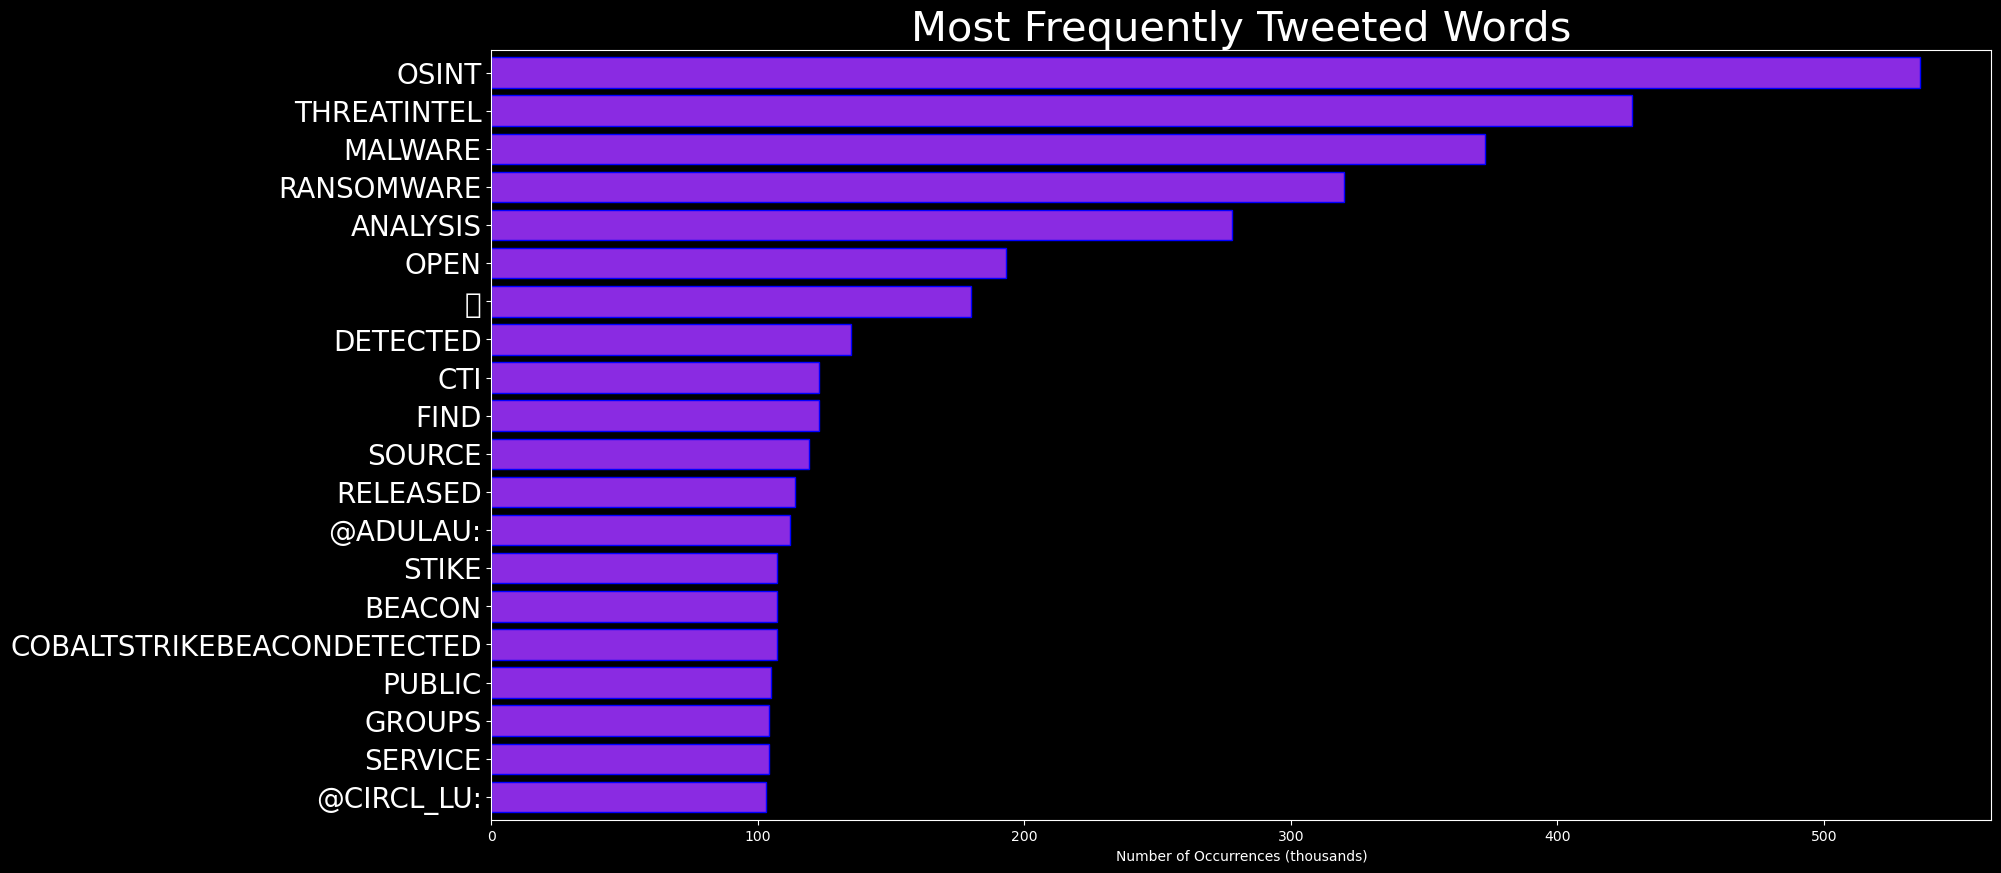 Most Frequently Tweeted Words
OSINT
THREATINTEL
MALWARE
RANSOMWARE
ANALYSIS
OPEN
DETECTED
CTI
FIND
SOURCE
RELEASED
@ADULAU:
STIKE
BEACON
COBALTSTRIKEBEACONDETECTED
PUBLIC
GROUPS
SERVICE
@CIRCL_LU:
0 100 200 300 400 500
Number of Occurrences (thousands)